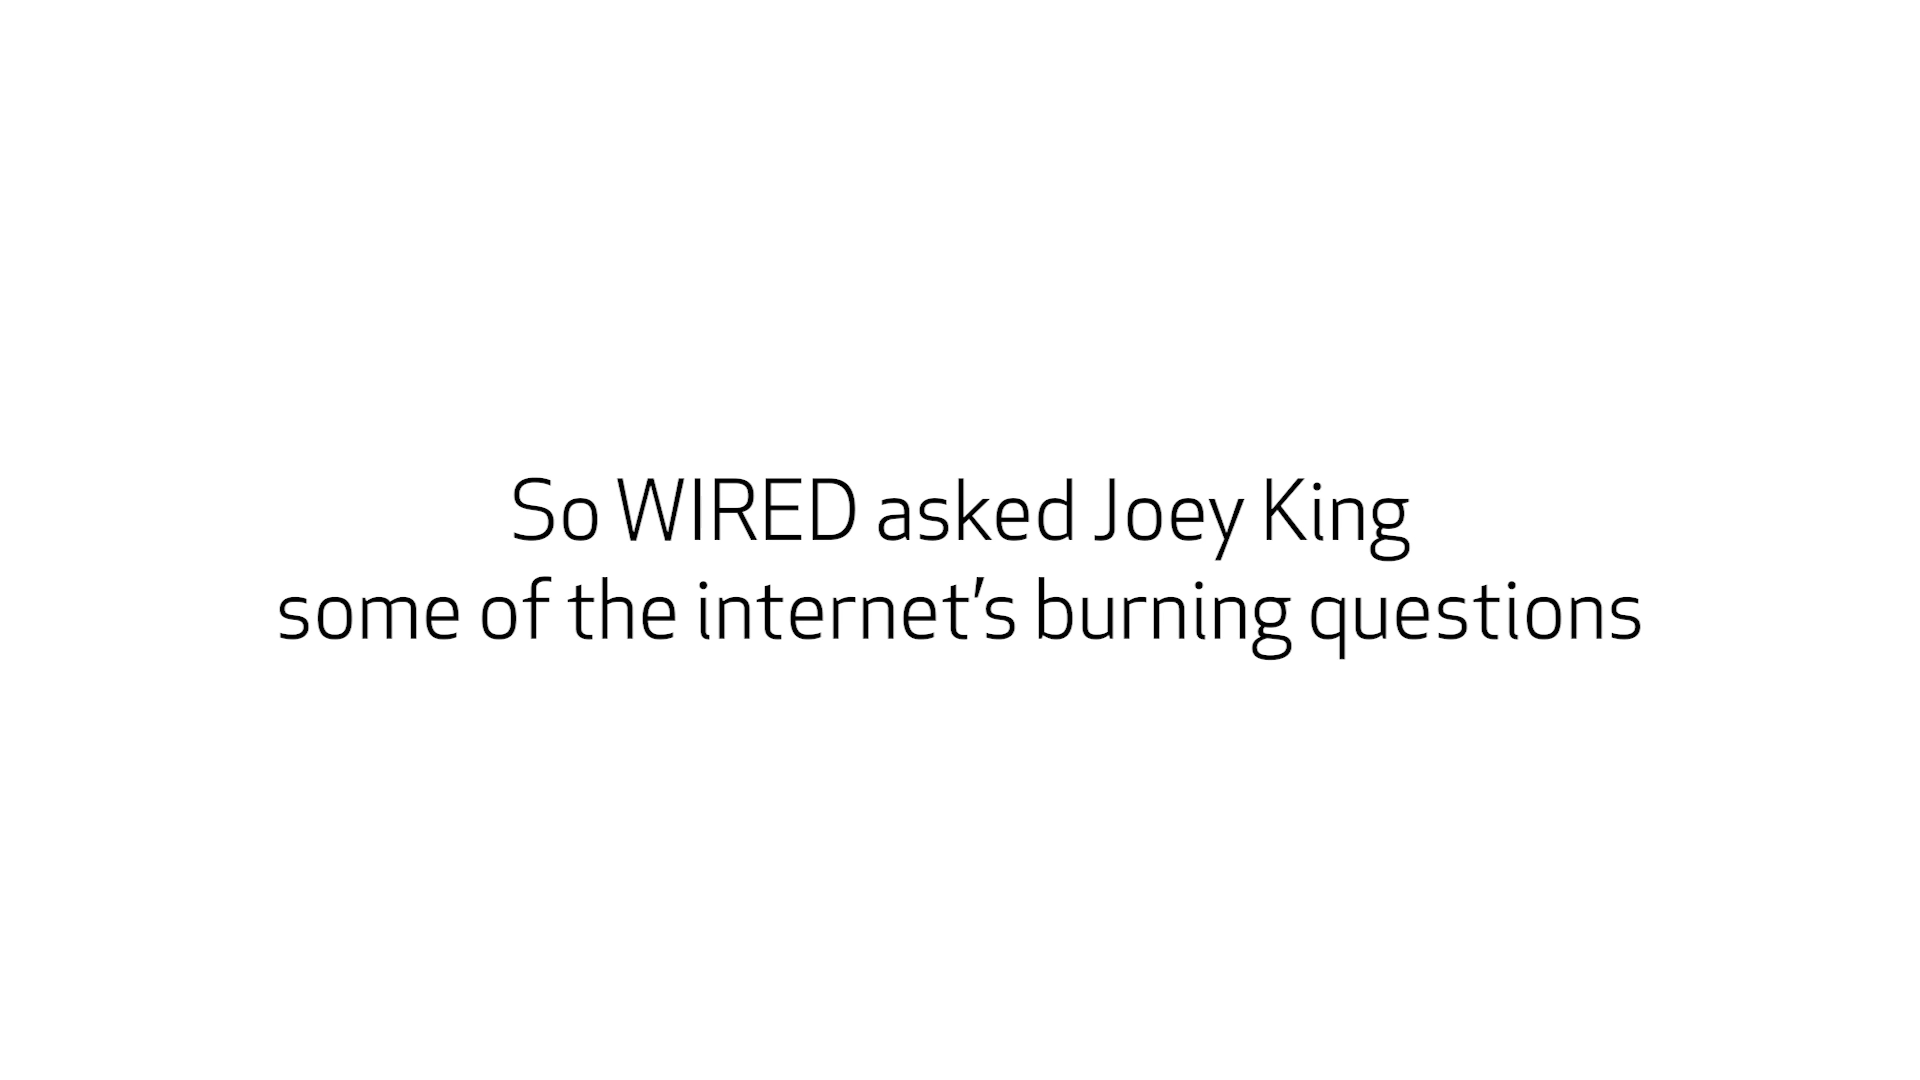 So WIRED asked Joey King
some of the internet’s burning questions